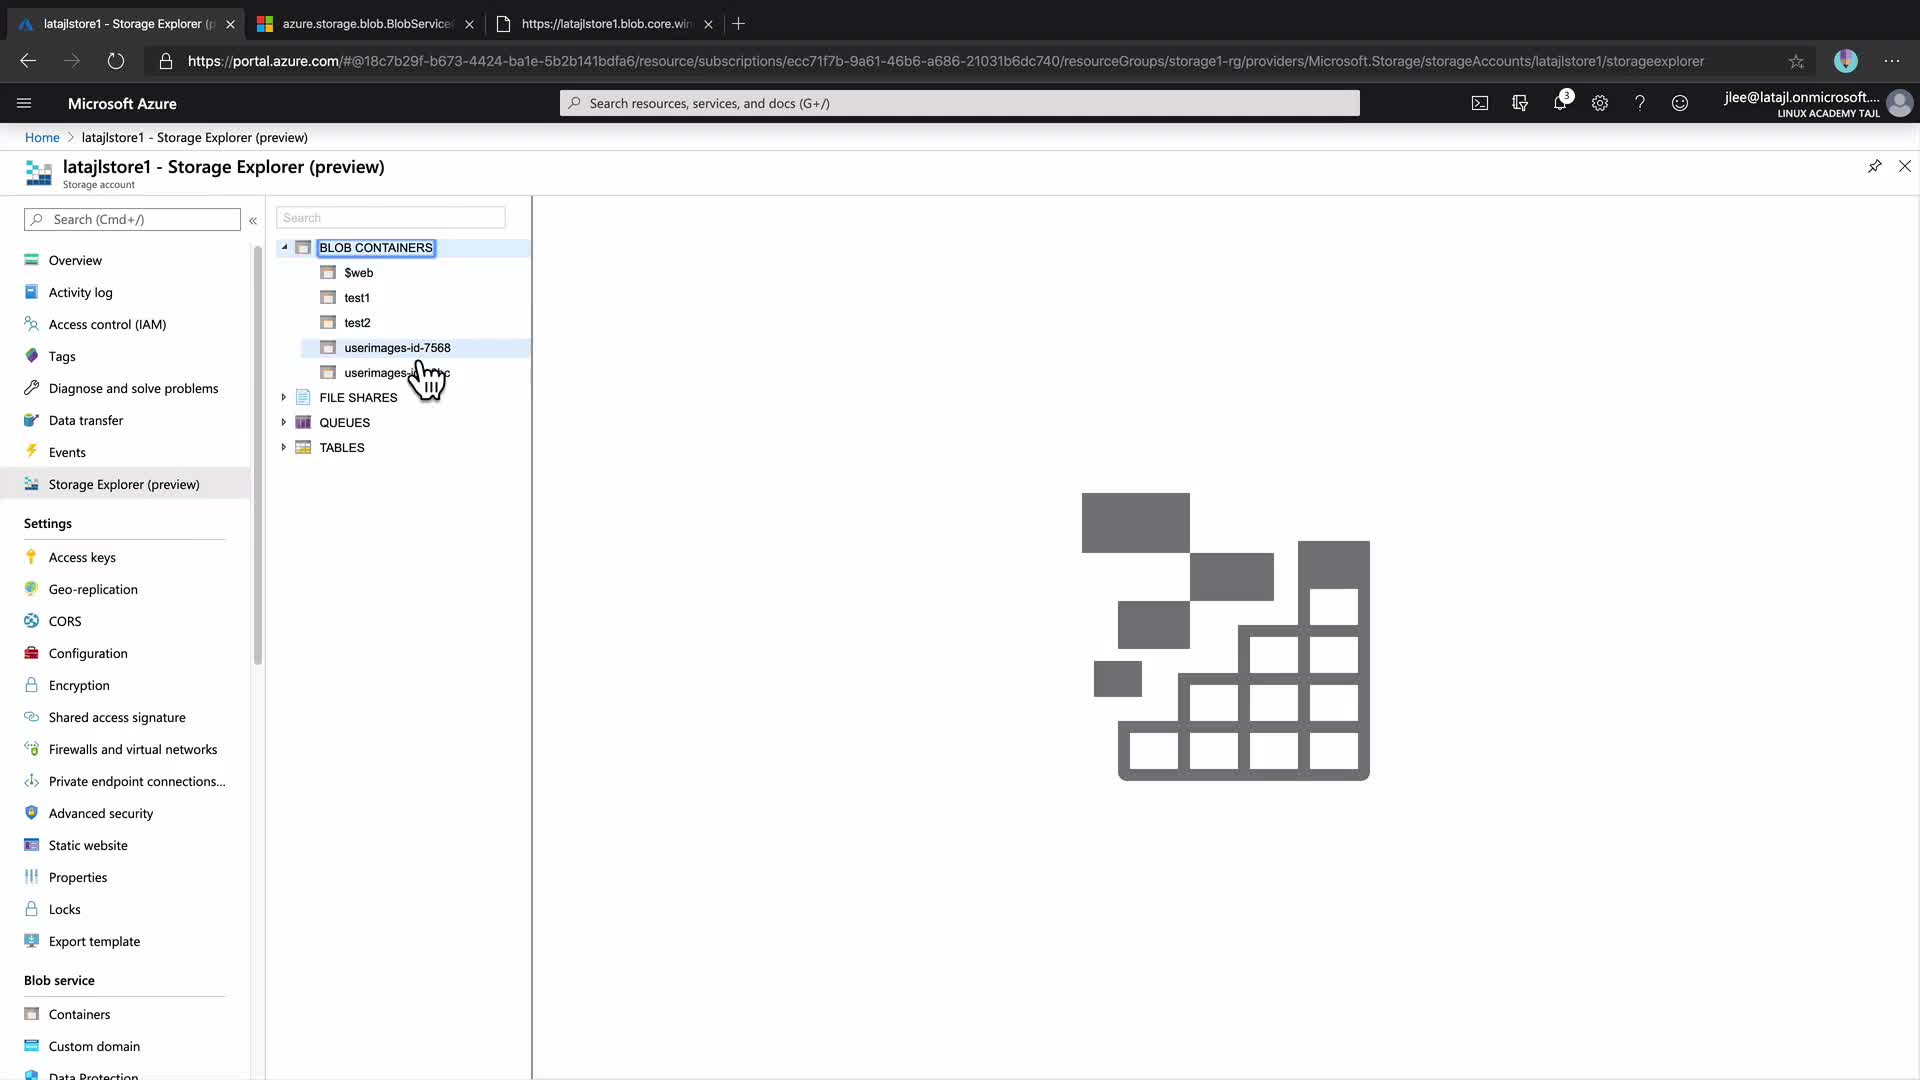 latajlstore1 - Storage Explorer (p
azure.storage.blob.BlobService
https://latajlstore1.blob.core.win
https://portal.azure.com/#@18c7b29f-b673-4424-ba1e-5b2b141bdfa6/resource/subscriptions/ecc71f7b-9a61-46b6-a686-21031b6dc740/resourceGroups/storage1-rg/providers/Microsoft.Storage/storageAccounts/latajlstore1/storageexplorer
Microsoft Azure
Search resources, services, and docs (G+/)
3
jlee@latajl.onmicrosoft....
LINUX ACADEMY TAJL
Home > latajlstore1 - Storage Explorer (preview)
latajlstore1 - Storage Explorer (preview)
Storage account
Search (Cmd+/)
«
Overview
Activity log
Access control (IAM)
Tags
Diagnose and solve problems
Data transfer
Events
Storage Explorer (preview)
Settings
Access keys
Geo-replication
CORS
Configuration
Encryption
Shared access signature
Firewalls and virtual networks
Private endpoint connections...
Advanced security
Static website
Properties
Locks
Export template
Blob service
Containers
Custom domain
Data Protection
Search
BLOB CONTAINERS
$web
test1
test2
userimages-id-7568
FILE SHARES
QUEUES
TABLES